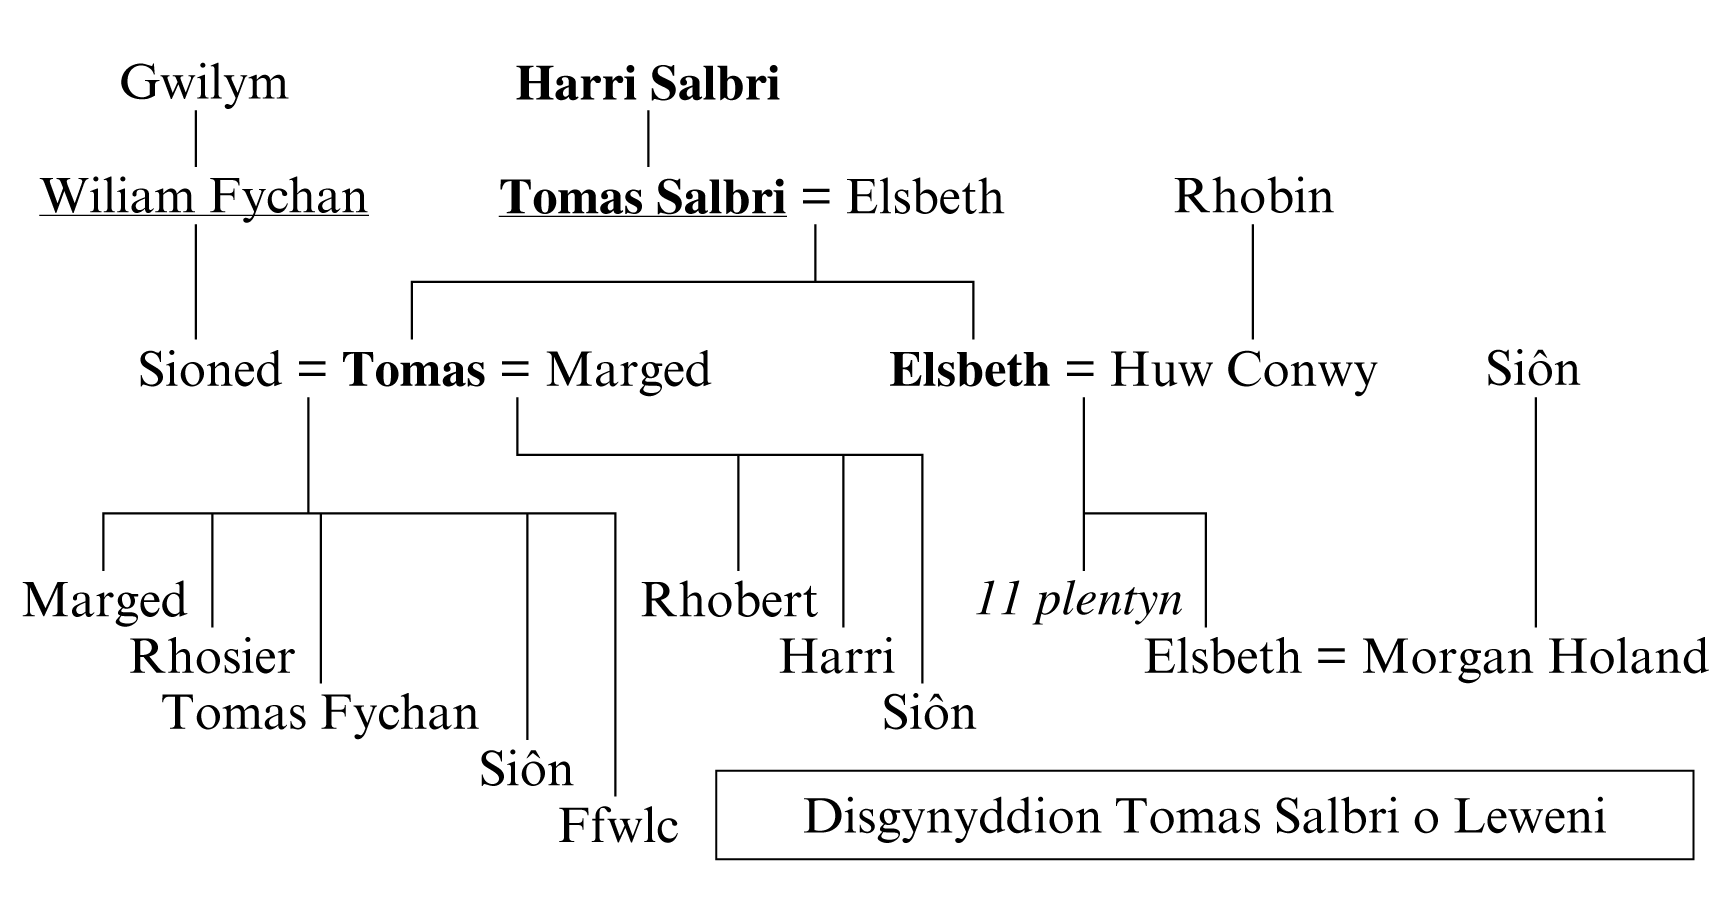 Gwilym Harri Salbri
Wiliam Fychan Tomas Salbri = Elsbeth Rhobin
Sioned = Tomas = Marged Elsbeth = Huw Conwy Siôn
Marged Rhobert 11 plentyn
Rhosier Harri Elsbeth = Morgan Holand
Tomas Fychan Siôn
Siôn
Ffwlc
Disgynyddion Tomas Salbri o Leweni